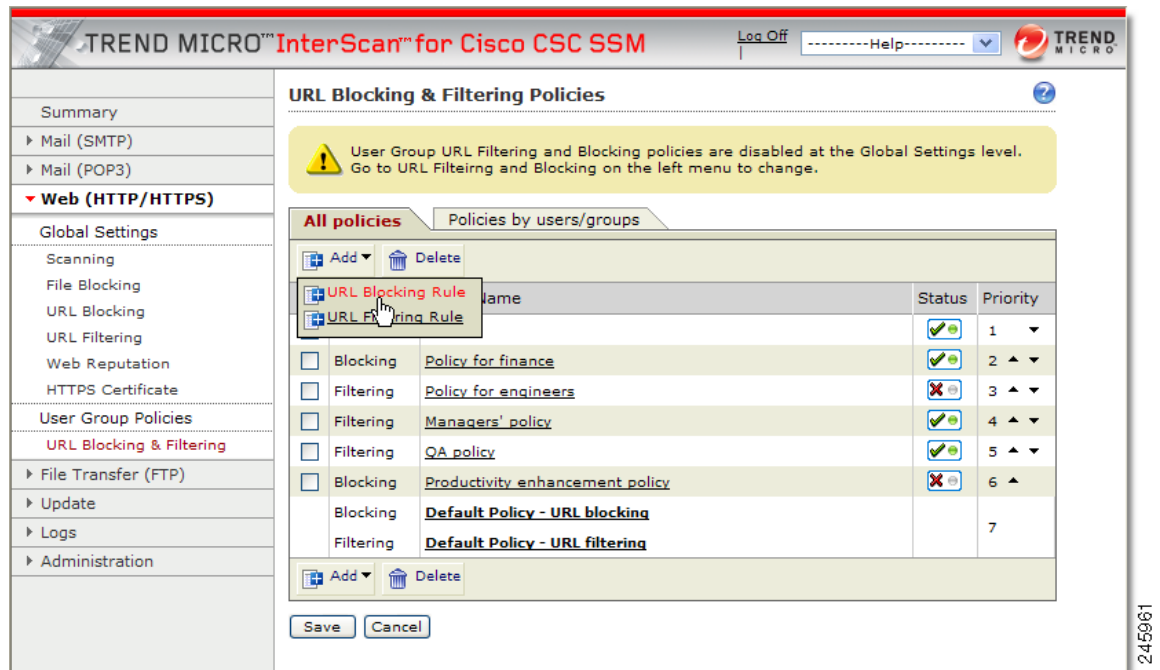 TREND MICRO™ InterScan™ for Cisco CSC SSM
Log Off
|
---------Help---------
TREND MICRO
Summary
Mail (SMTP)
Mail (POP3)
Web (HTTP/HTTPS)
Global Settings
Scanning
File Blocking
URL Blocking
URL Filtering
Web Reputation
HTTPS Certificate
User Group Policies
URL Blocking & Filtering
File Transfer (FTP)
Update
Logs
Administration
URL Blocking & Filtering Policies
?
User Group URL Filtering and Blocking policies are disabled at the Global Settings level.
Go to URL Filteirng and Blocking on the left menu to change.
All policies
Policies by users/groups
Add Delete
URL Blocking Rule
URL Rule
Name Status Priority
1
Blocking Policy for finance 2
Filtering Policy for engineers 3
Filtering Managers' policy 4
Filtering QA policy 5
Blocking Productivity enhancement policy 6
Blocking Default Policy - URL blocking
7
Filtering Default Policy - URL filtering
Add Delete
Save Cancel
245961